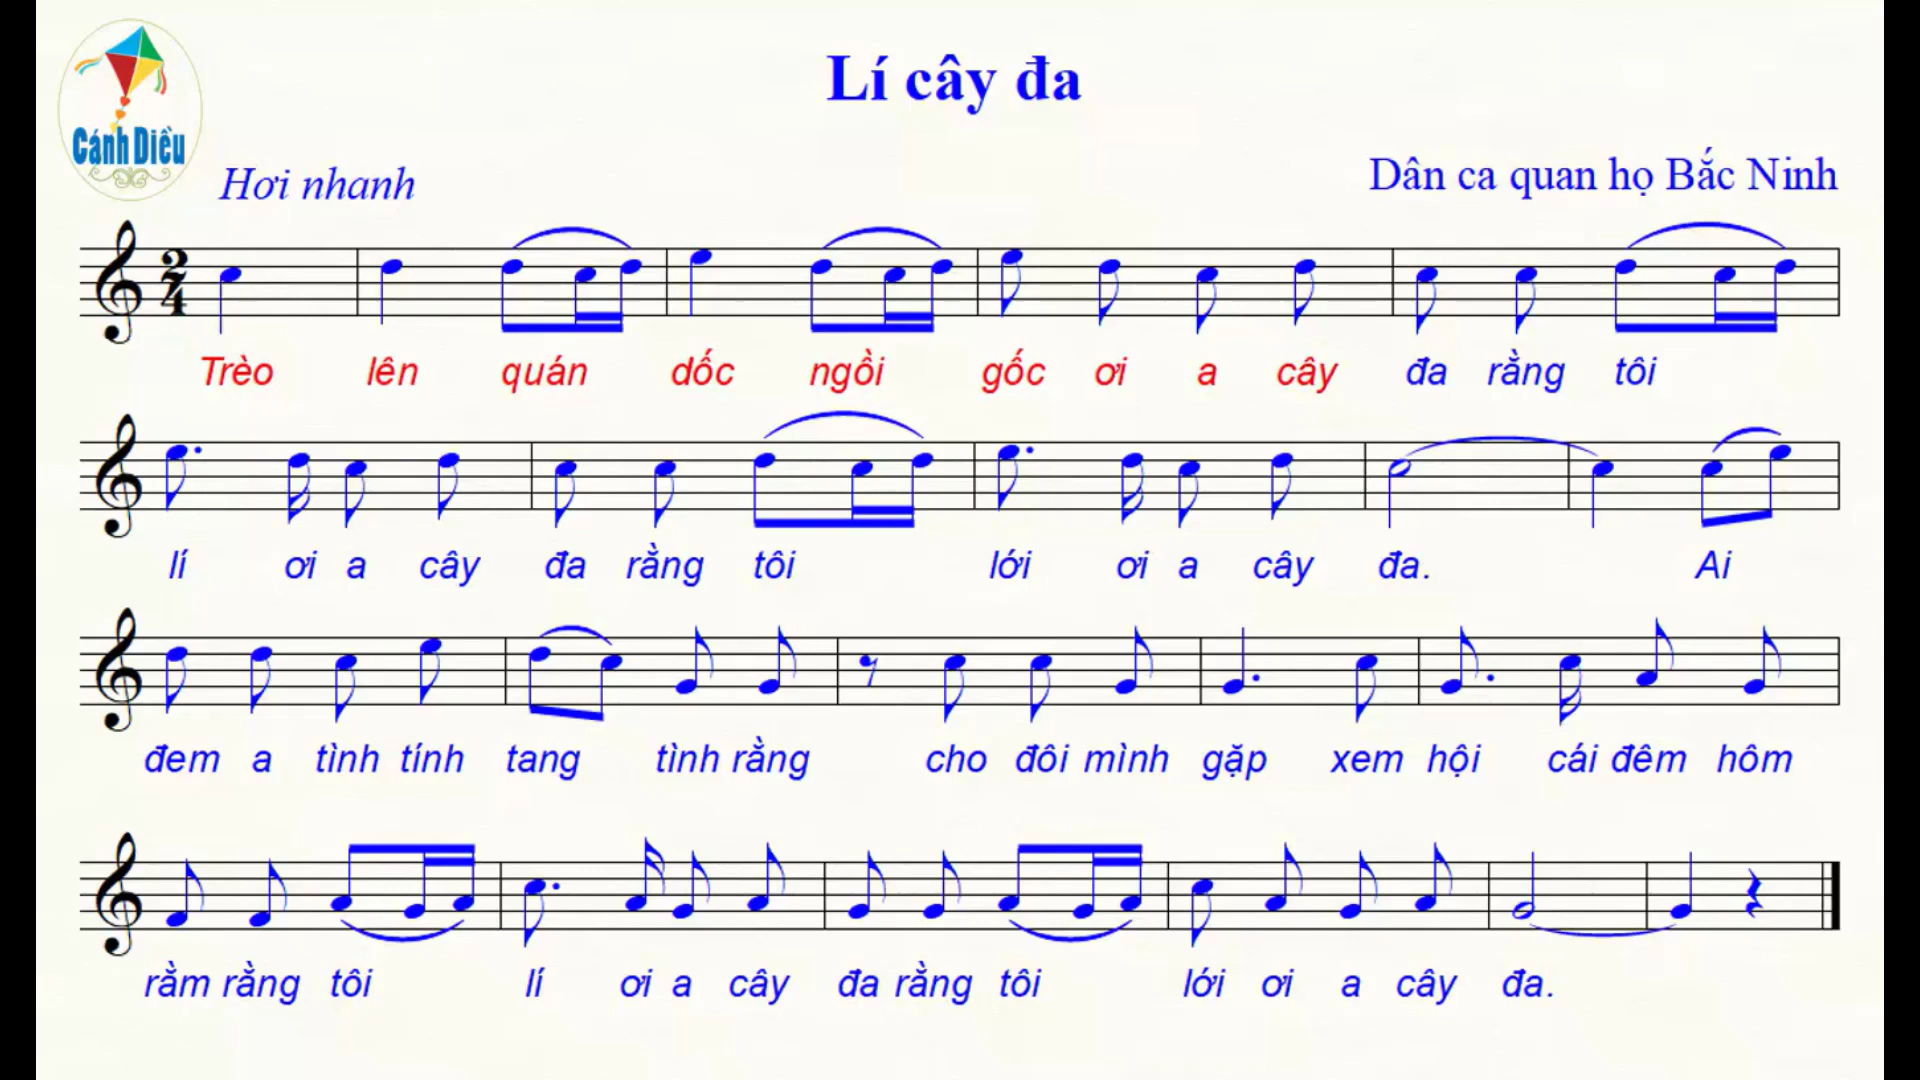 Lí cây đa
Cánh Diều
Hơi nhanh
Dân ca quan họ Bắc Ninh
2
4
Trèo lên quán dốc ngồi gốc ơi a cây đa rằng tôi
lí ơi a cây đa rằng tôi lới ơi a cây đa. Ai
đem a tình tính tang tình rằng cho đôi mình gặp xem hội cái đêm hôm
rằm rằng tôi lí ơi a cây đa rằng tôi lới ơi a cây đa.